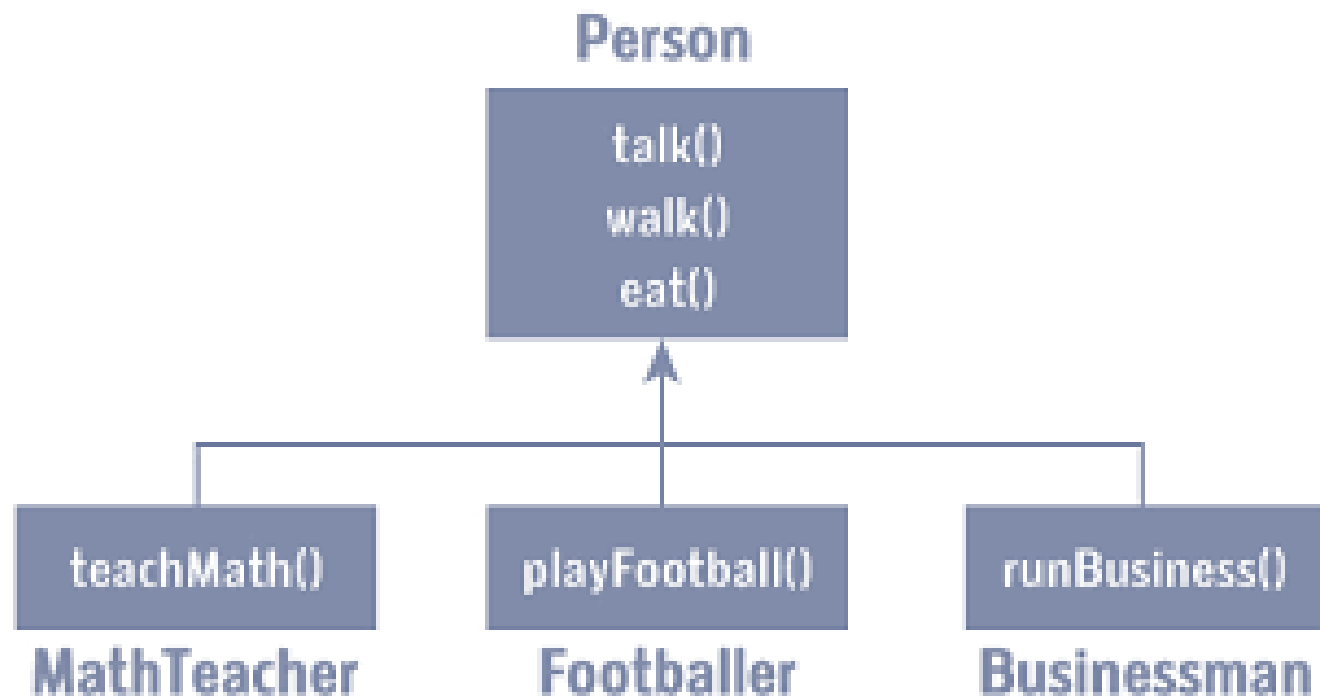 Person
talk()
walk()
eat()
teachMath()
playFootball()
runBusiness()
MathTeacher
Footballer
Businessman